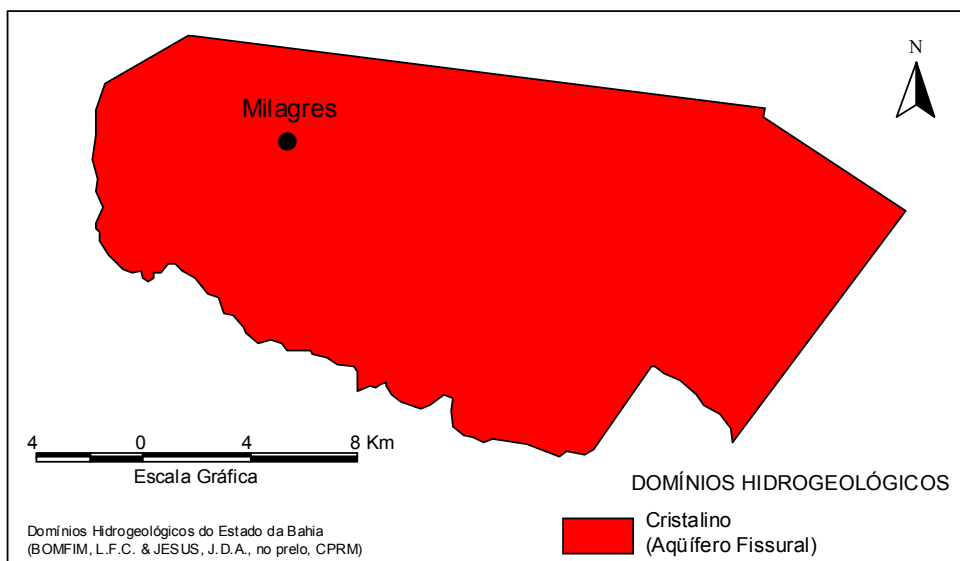 N
Milagres
4 0 4 8 Km
Escala Gráfica
DOMÍNIOS HIDROGEOLÓGICOS
Cristalino
(Aqüífero Fissural)
Domínios Hidrogeológicos do Estado da Bahia
(BOMFIM, L.F.C. & JESUS, J.D.A., no prelo, CPRM)